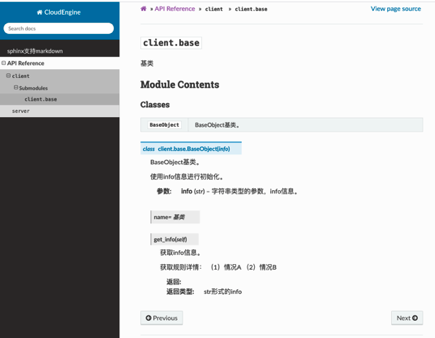 CloudEngine
Search docs
sphinx支持markdown
API Reference
client
Submodules
client.base
server
» API Reference » client » client.base
View page source
client.base
基类
Module Contents
Classes
BaseObject BaseObject基类。
class client.base.BaseObject(info)
BaseObject基类。
使用info信息进行初始化。
参数: info (str) – 字符串类型的参数，info信息。
name= 基类
get_info(self)
获取info信息。
获取规则详情： （1）情况A （2）情况B
返回:
返回类型: str形式的info
Previous
Next